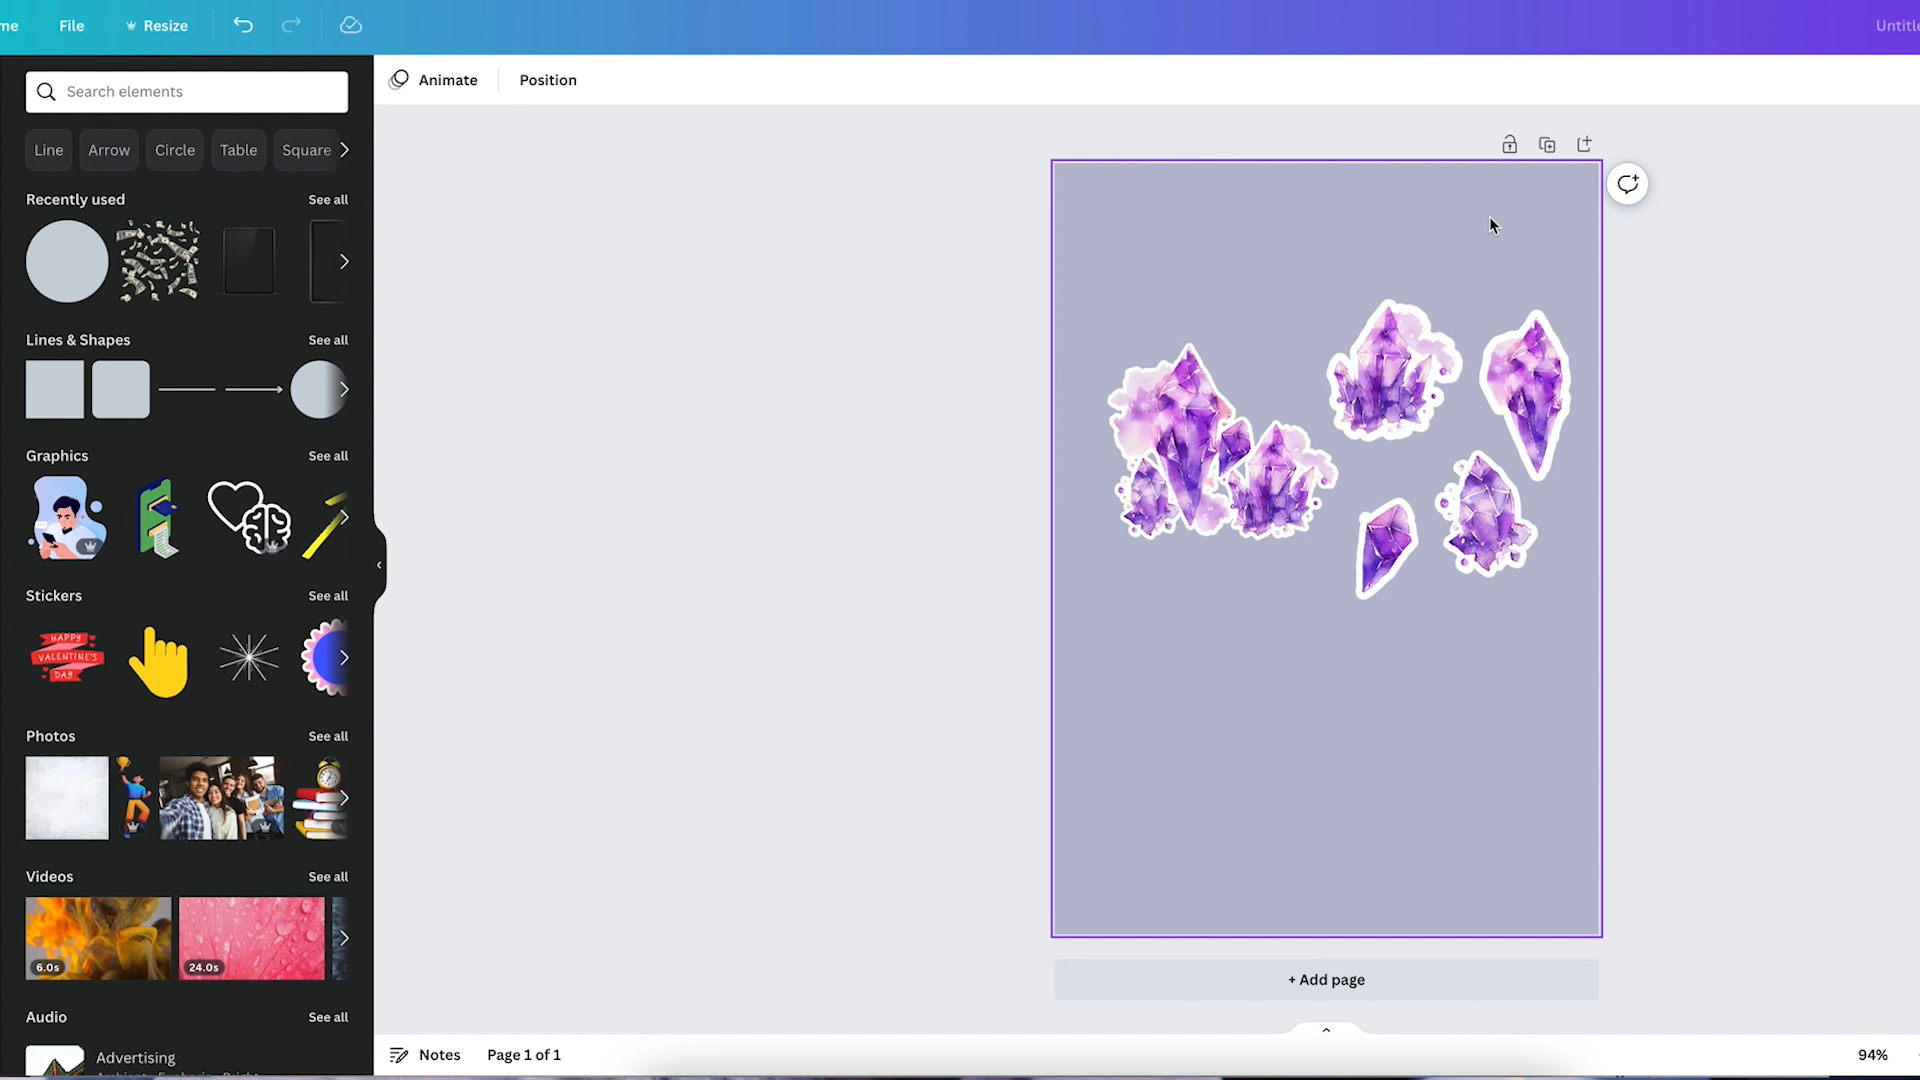 me File Resize Untitle
Search elements
Animate Position
Line Arrow Circle Table Square
Recently used See all
Lines & Shapes See all
Graphics See all
Stickers See all
HAPPY
VALENTINE'S
DAY
Photos See all
Videos See all
6.0s 24.0s
+ Add page
Audio See all
Advertising
Notes Page 1 of 1 94%